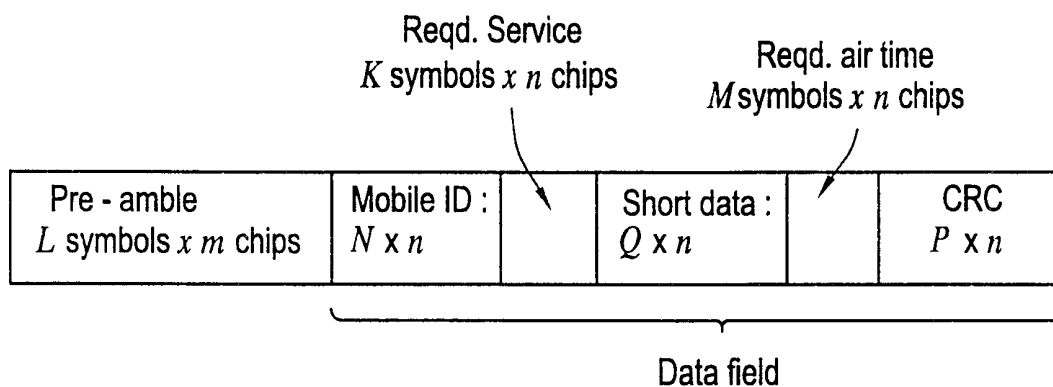 Reqd. Service
K symbols x n chips
Reqd. air time
M symbols x n chips
Pre - amble
L symbols x m chips
Mobile ID :
N x n
Short data :
Q x n
CRC
P x n
Data field